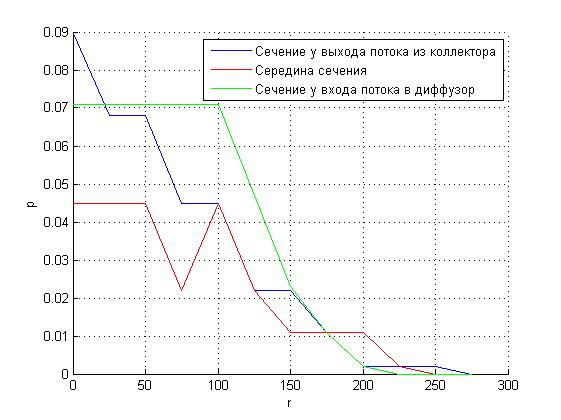 0.09
0.08
0.07
0.06
0.05
0.04
0.03
0.02
0.01
0
p
Сечение у выхода потока из коллектора
Середина сечения
Сечение у входа потока в диффузор
0 50 100 150 200 250 300
r